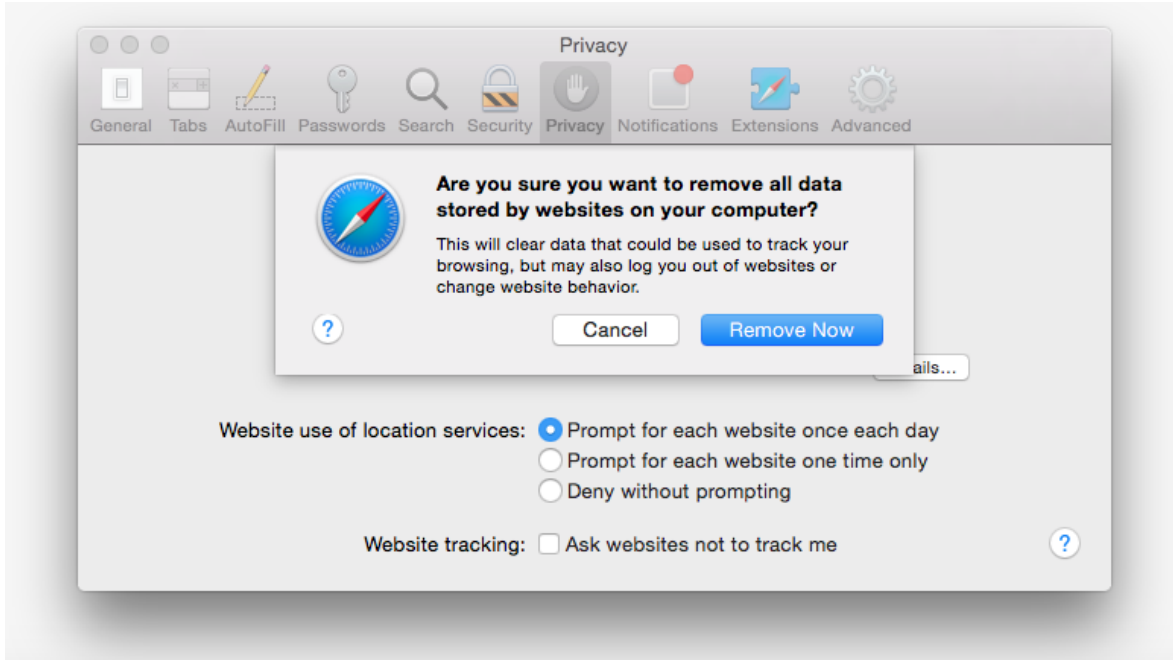 Privacy
General Tabs AutoFill Passwords Search Security Privacy Notifications Extensions Advanced
Are you sure you want to remove all data
stored by websites on your computer?
This will clear data that could be used to track your
browsing, but may also log you out of websites or
change website behavior.
? Cancel Remove Now
ails...
Website use of location services: Prompt for each website once each day
Prompt for each website one time only
Deny without prompting
Website tracking: Ask websites not to track me ?